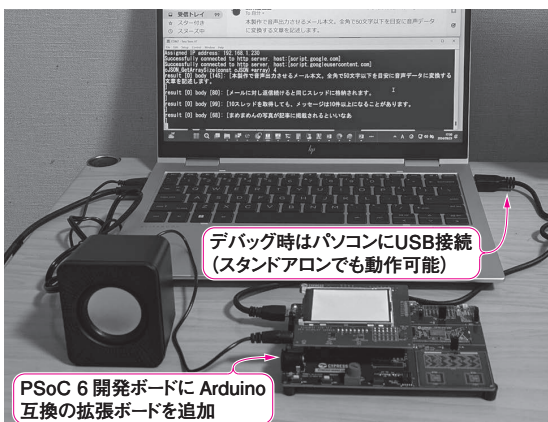 受信トレイ
スター付き
スヌーズ中
本製作で音声出力させるメール本文。全角で50文字以下を目安に音声データ
に変換する文章を記述します。
Assigned IP address: 192.168.1.230
Successfully connected to http server. host:[script.google.com]
Successfully connected to http server. host:[script.googleusercontent.com]
cJSON_GetArraySize(const cJSON *array) 4
result [0] body [145]: [本製作で音声出力させるメール本文。全角で50文字以下を目安に音声データに変換する
文章を記述します。
result [0] body [80]: [メールに対し返信続けると同じスレッドに格納されます。
result [0] body [99]: [10スレッドを取得しても、メッセージは10件以上になることがあります。
result [0] body [88]: [まめまめんの写真が記事に掲載されるといいなあ
hp
デバッグ時はパソコンにUSB接続
(スタンドアロンでも動作可能)
CYPRESS
PSoC 6 開発ボードに Arduino
互換の拡張ボードを追加